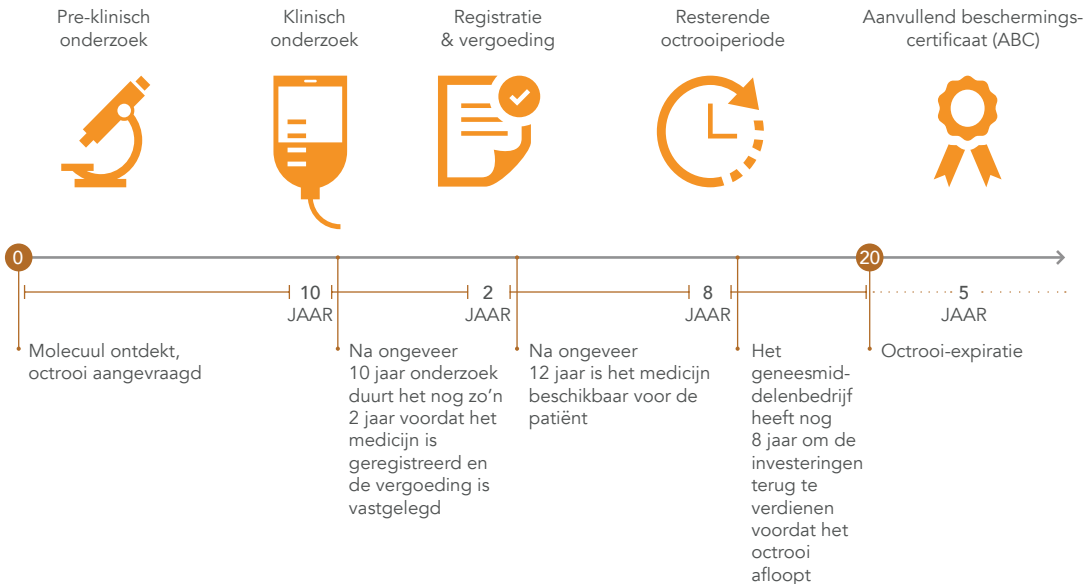 Pre-klinisch
onderzoek
Klinisch
onderzoek
Registratie
& vergoeding
Resterende
octrooiperiode
Aanvullend beschermings-
certificaat (ABC)
0
20
10
JAAR
2
JAAR
8
JAAR
5
JAAR
Molecuul ontdekt,
octrooi aangevraagd
Na ongeveer
10 jaar onderzoek
duurt het nog zo’n
2 jaar voordat het
medicijn is
geregistreerd en
de vergoeding is
vastgelegd
Na ongeveer
12 jaar is het medicijn
beschikbaar voor de
patiënt
Het
geneesmid-
delenbedrijf
heeft nog
8 jaar om de
investeringen
terug te
verdienen
voordat het
octrooi
afloopt
Octrooi-expiratie